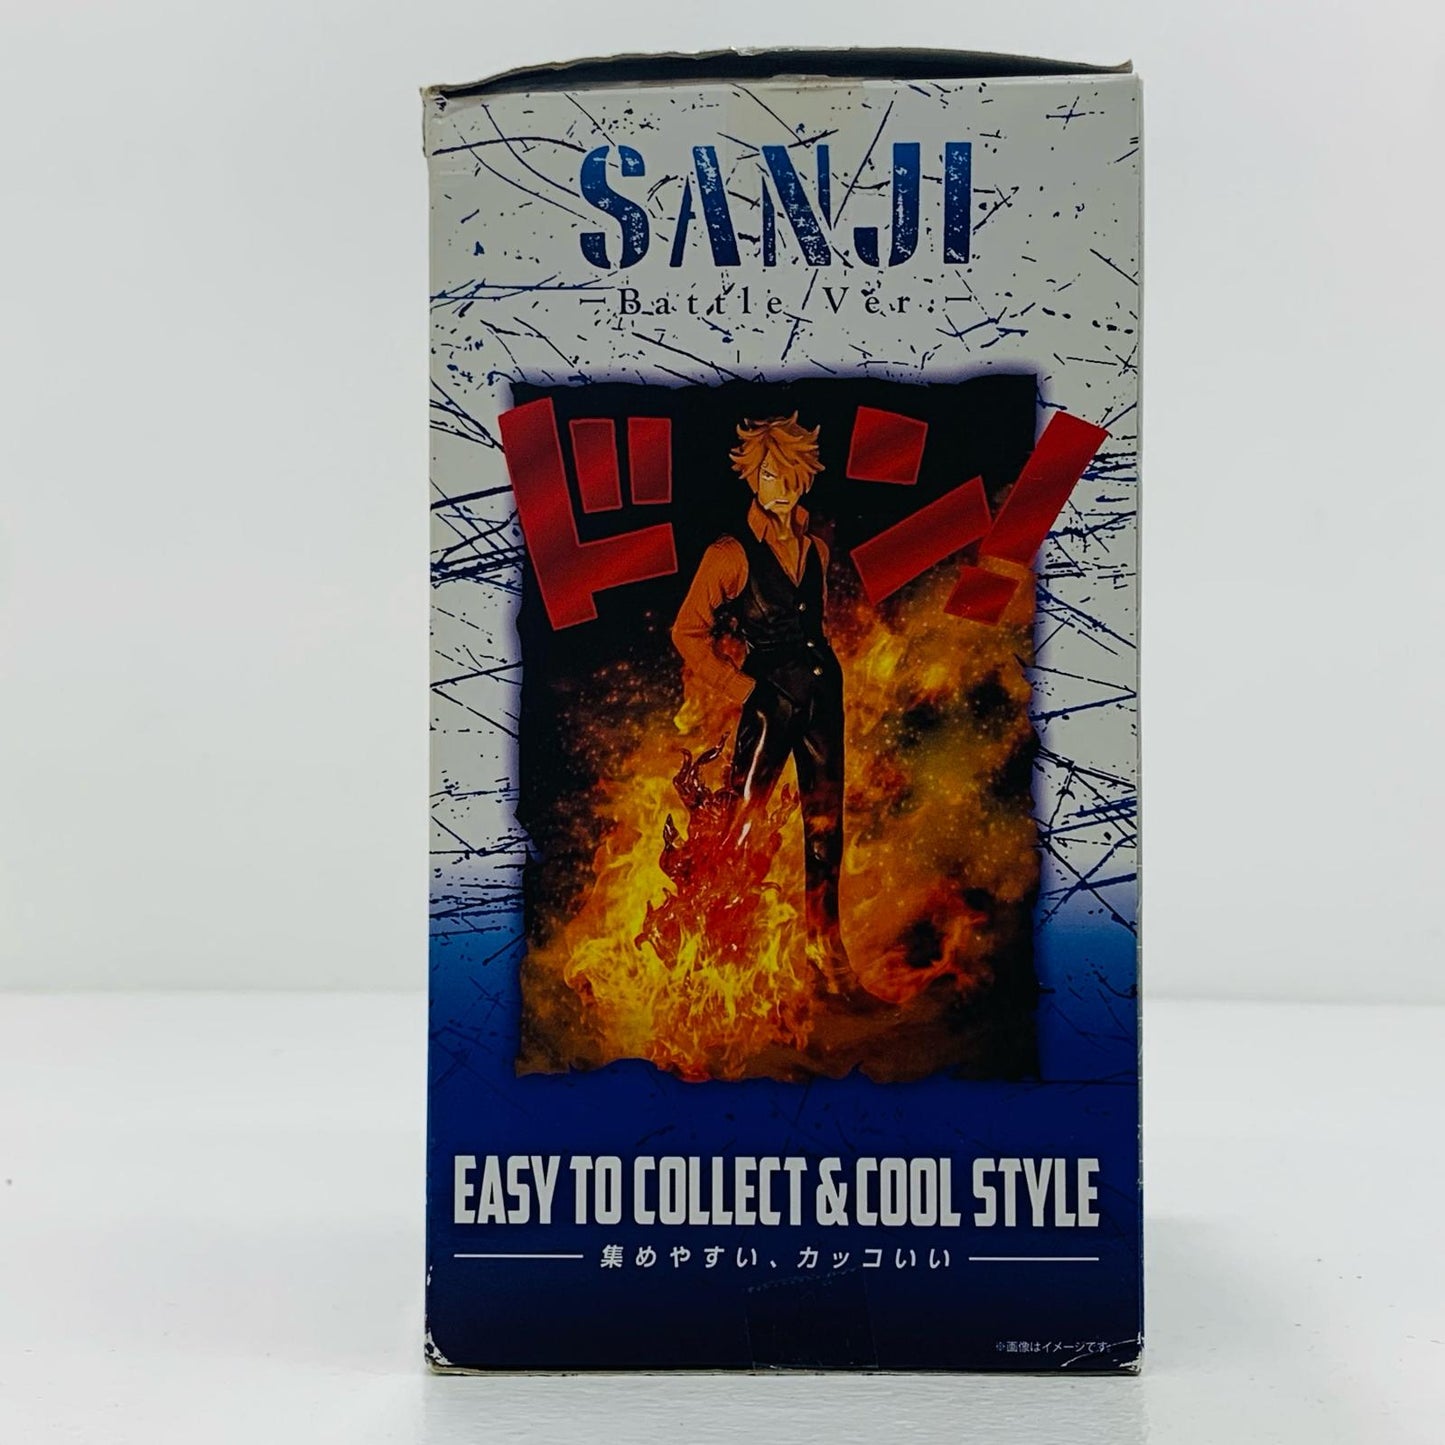 SANJI
-Battle Ver.-
ドン!
EASY TO COLLECT & COOL STYLE
集めやすい、カッコいい
※画像はイメージです。